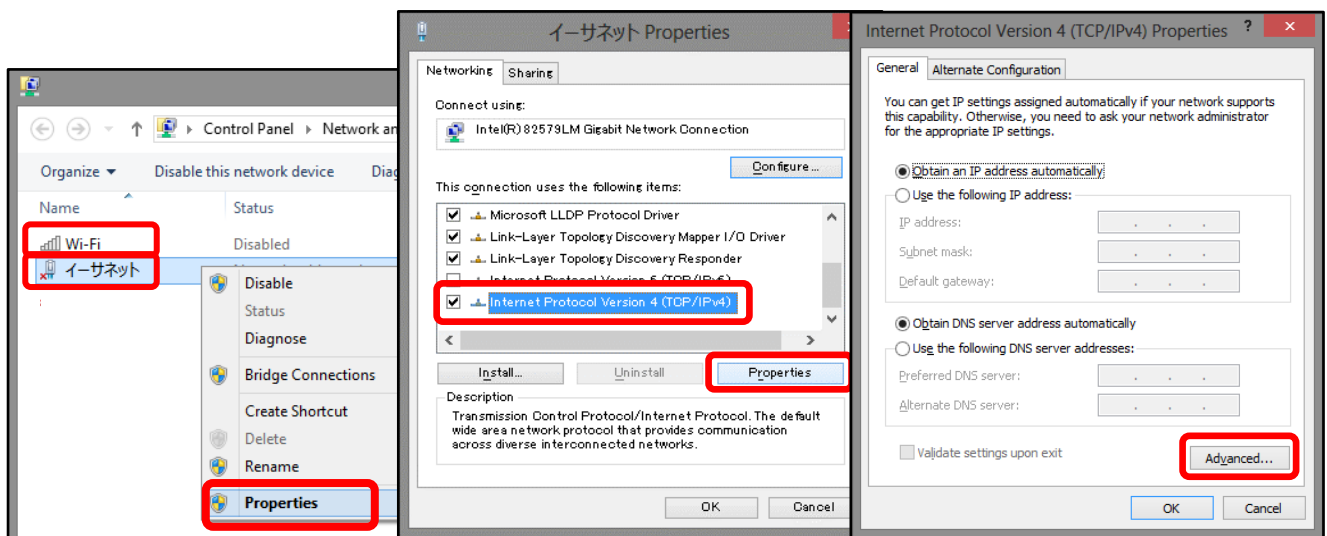 Control Panel
Network an
Organize
Disable this network device
Diag
Name
Status
Wi-Fi
Disabled
イーサネット
Disable
Status
Diagnose
Bridge Connections
Create Shortcut
Delete
Rename
Properties
イーサネット Properties
Networking
Sharing
Connect using:
Intel(R) 82579LM Gigabit Network Connection
Configure...
This connection uses the following items:
Microsoft LLDP Protocol Driver
Link-Layer Topology Discovery Mapper I/O Driver
Link-Layer Topology Discovery Responder
Internet Protocol Version 6 (TCP/IPv6)
Internet Protocol Version 4 (TCP/IPv4)
Install...
Uninstall
Properties
Description
Transmission Control Protocol/Internet Protocol. The default
wide area network protocol that provides communication
across diverse interconnected networks.
OK
Cancel
Internet Protocol Version 4 (TCP/IPv4) Properties
?
General
Alternate Configuration
You can get IP settings assigned automatically if your network supports
this capability. Otherwise, you need to ask your network administrator
for the appropriate IP settings.
Obtain an IP address automatically
Use the following IP address:
IP address:
Subnet mask:
Default gateway:
Obtain DNS server address automatically
Use the following DNS server addresses:
Preferred DNS server:
Alternate DNS server:
Validate settings upon exit
Advanced...
OK
Cancel